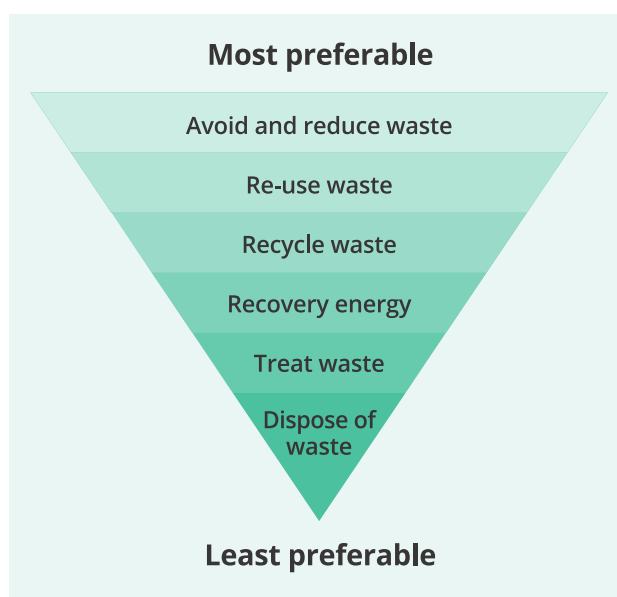 Most preferable
Avoid and reduce waste
Re-use waste
Recycle waste
Recovery energy
Treat waste
Dispose of
waste
Least preferable